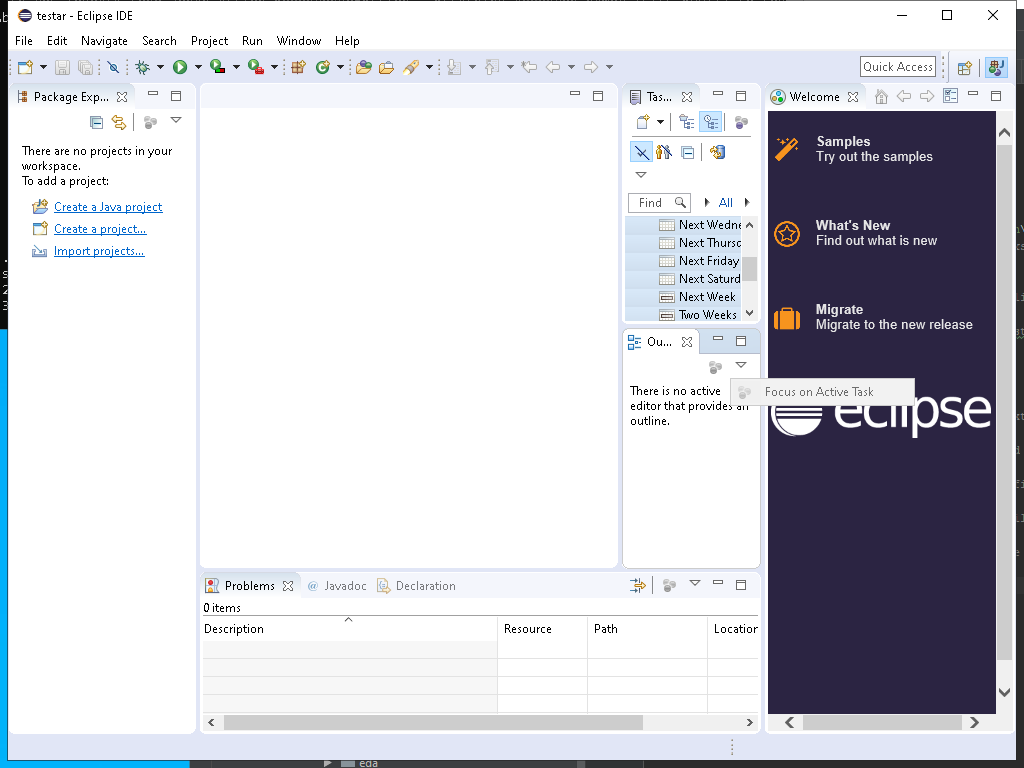 testar - Eclipse IDE
File Edit Navigate Search Project Run Window Help
Quick Access
Package Exp...
There are no projects in your
workspace.
To add a project:
Create a Java project
Create a project...
Import projects...
Tas...
Find
All
Next Wedne
Next Thursd
Next Friday
Next Saturd
Next Week
Two Weeks
Ou...
There is no active
editor that provides an
outline.
Focus on Active Task
Welcome
Samples
Try out the samples
What's New
Find out what is new
Migrate
Migrate to the new release
eclipse
Problems @ Javadoc Declaration
0 items
Description Resource Path Location
eda